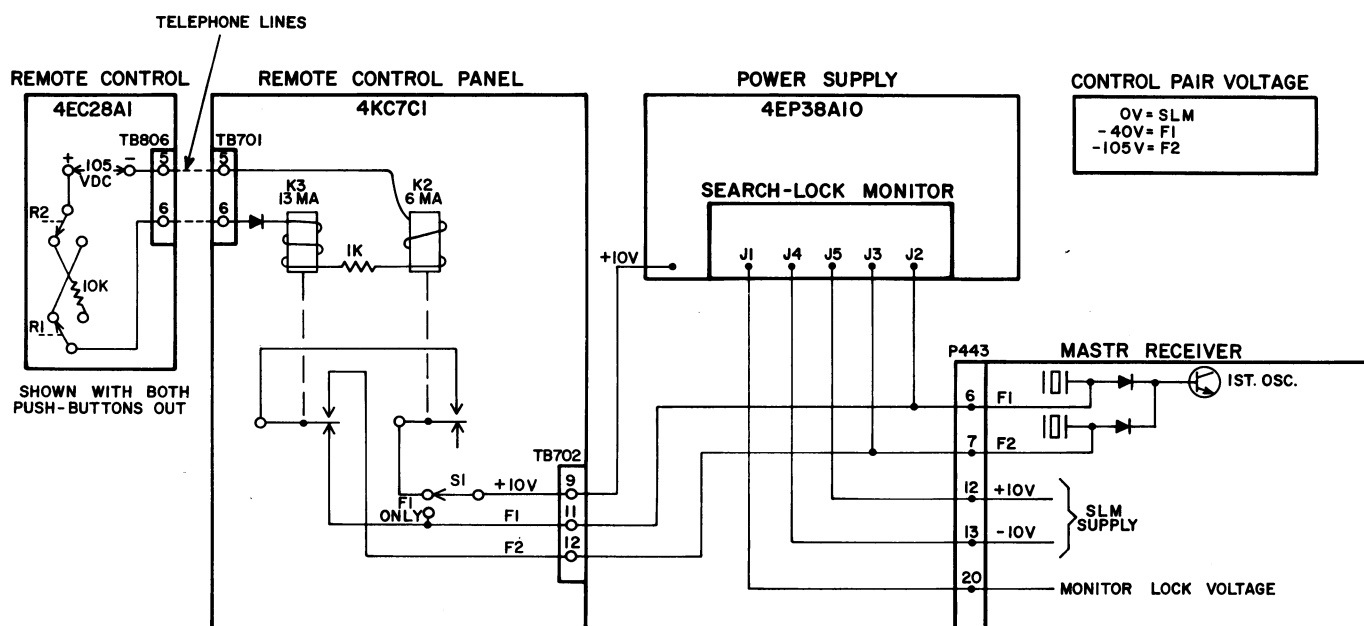 TELEPHONE LINES
REMOTE CONTROL
4EC28A1
TB806
5
6
+
105
VDC
-
R2
10K
R1
SHOWN WITH BOTH
PUSH-BUTTONS OUT
REMOTE CONTROL PANEL
4KC7C1
TB701
5
6
K3
13 MA
K2
6 MA
1K
S1
+10V
F1
ONLY
F1
F2
TB702
9
11
12
POWER SUPPLY
4EP38A10
SEARCH-LOCK MONITOR
J1 J4 J5 J3 J2
+10V
CONTROL PAIR VOLTAGE
0V = SLM
-40V = F1
-105V = F2
P443
MASTR RECEIVER
6 F1
1ST. OSC.
7 F2
12 +10V
SLM
SUPPLY
13 -10V
20 MONITOR LOCK VOLTAGE